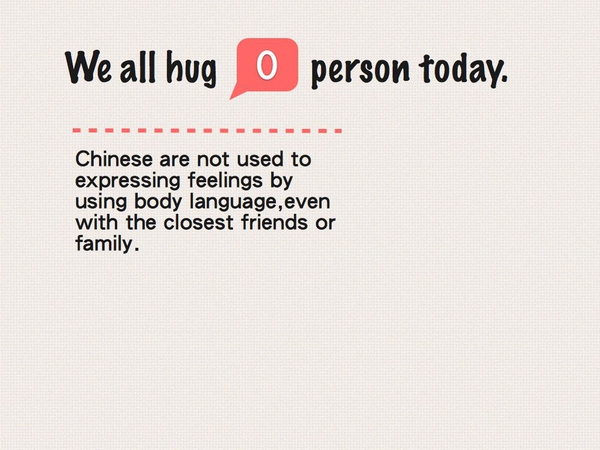 We all hug 0 person today.
Chinese are not used to
expressing feelings by
using body language,even
with the closest friends or
family.